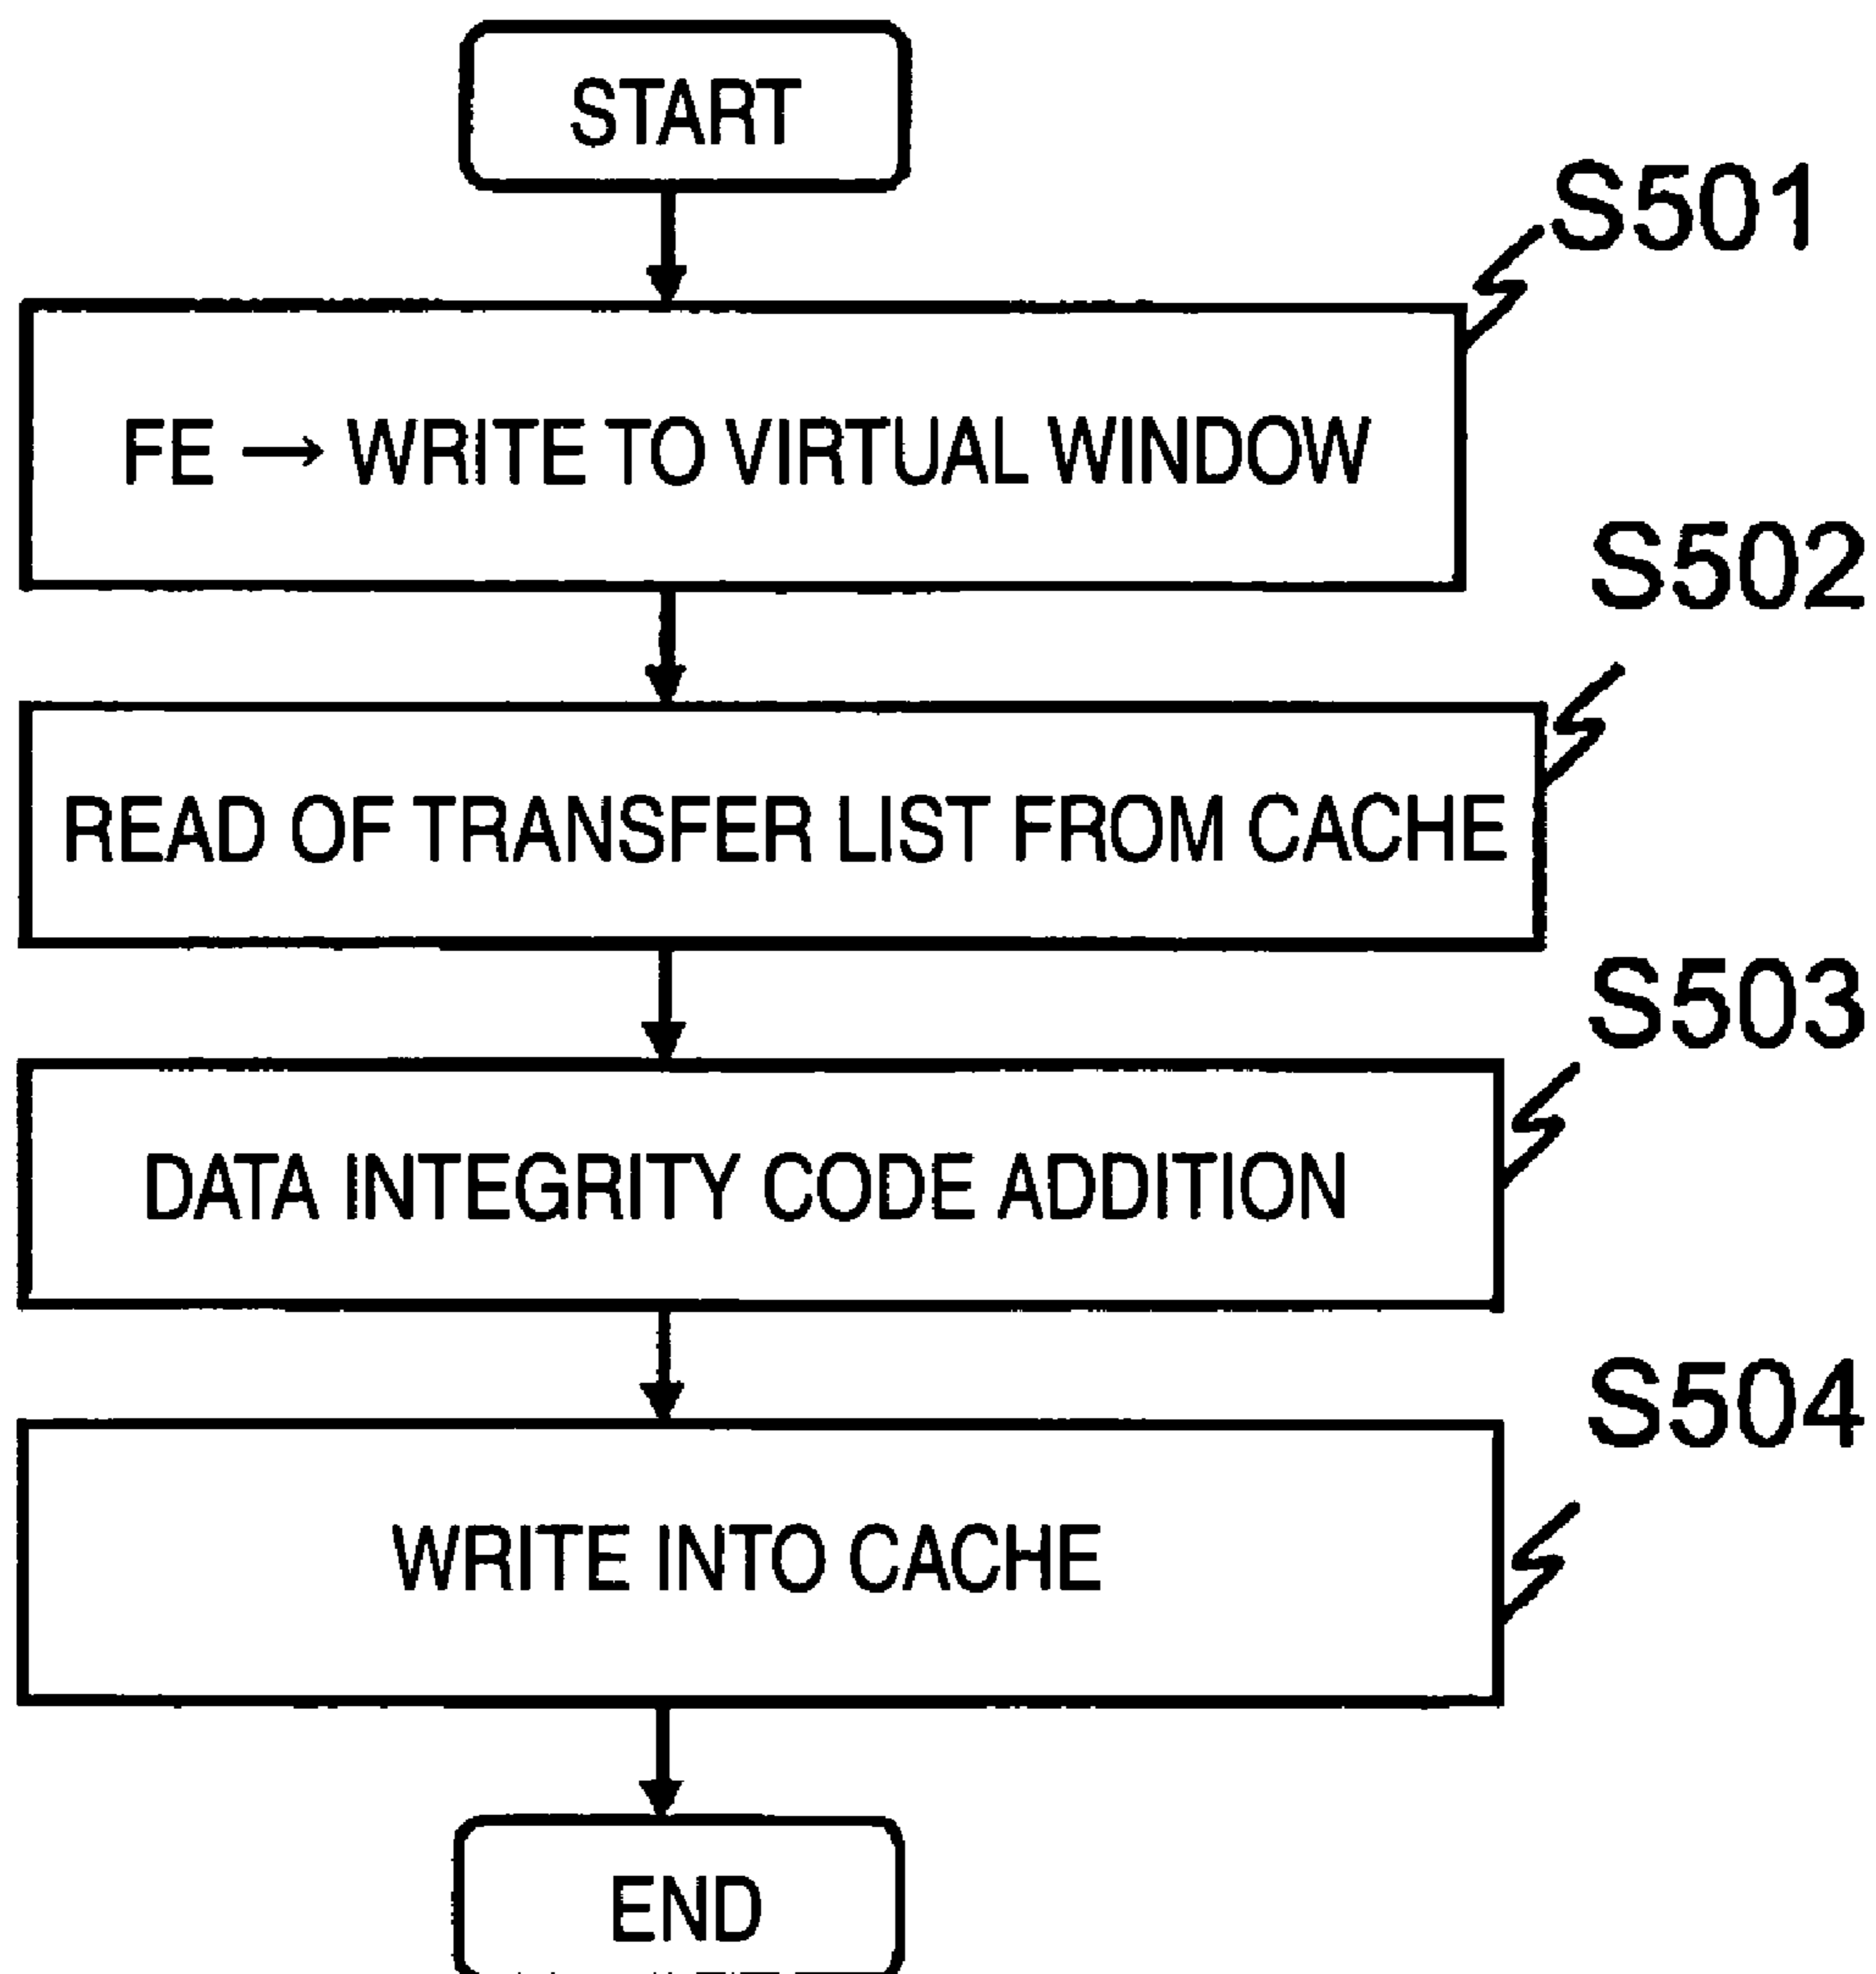 START
S501
FE → WRITE TO VIRTUAL WINDOW
S502
READ OF TRANSFER LIST FROM CACHE
S503
DATA INTEGRITY CODE ADDITION
S504
WRITE INTO CACHE
END